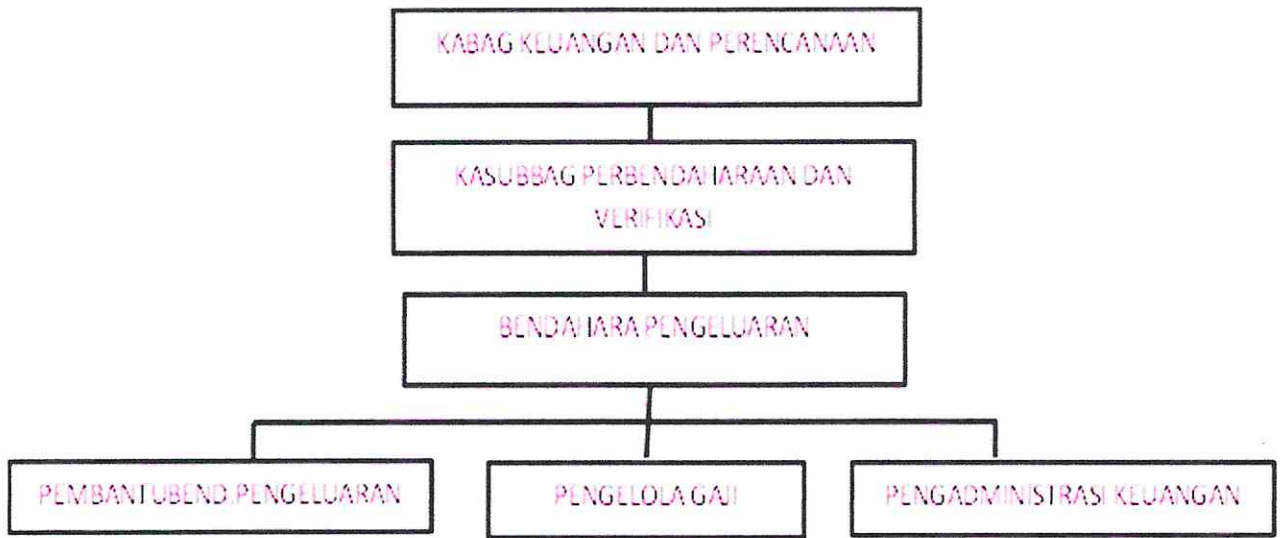 KABAG KEUANGAN DAN PERENCANAAN
KASUBBAG PERBENDAHARAAN DAN
VERIFIKASI
BENDAHARA PENGELUARAN
PEMBANTU BEND. PENGELUARAN
PENGELOLA GAJI
PENGADMINISTRASI KEUANGAN